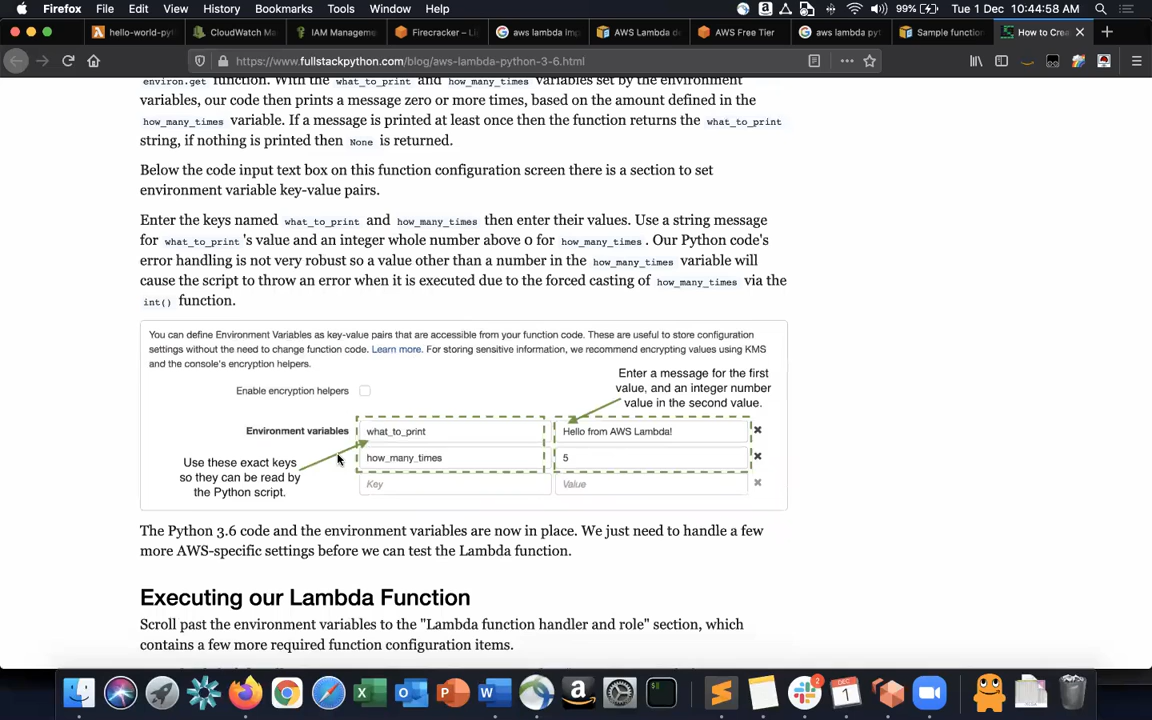 Firefox File Edit View History Bookmarks Tools Window Help 99% Tue 1 Dec 10:44:58 AM
hello-world-pyt CloudWatch Ma IAM Manageme Firecracker – Li aws lambda imp AWS Lambda de AWS Free Tier aws lambda pyt Sample function How to Crea
https://www.fullstackpython.com/blog/aws-lambda-python-3-6.html
environ.get function. With the what_to_print and how_many_times variables set by the environment
variables, our code then prints a message zero or more times, based on the amount defined in the
how_many_times variable. If a message is printed at least once then the function returns the what_to_print
string, if nothing is printed then None is returned.
Below the code input text box on this function configuration screen there is a section to set
environment variable key-value pairs.
Enter the keys named what_to_print and how_many_times then enter their values. Use a string message
for what_to_print 's value and an integer whole number above 0 for how_many_times . Our Python code's
error handling is not very robust so a value other than a number in the how_many_times variable will
cause the script to throw an error when it is executed due to the forced casting of how_many_times via the
int() function.
You can define Environment Variables as key-value pairs that are accessible from your function code. These are useful to store configuration
settings without the need to change function code. Learn more. For storing sensitive information, we recommend encrypting values using KMS
and the console's encryption helpers.
Enter a message for the first
value, and an integer number
value in the second value.
Enable encryption helpers
Environment variables what_to_print Hello from AWS Lambda!
how_many_times 5
Key Value
Use these exact keys
so they can be read by
the Python script.
The Python 3.6 code and the environment variables are now in place. We just need to handle a few
more AWS-specific settings before we can test the Lambda function.
Executing our Lambda Function
Scroll past the environment variables to the "Lambda function handler and role" section, which
contains a few more required function configuration items.